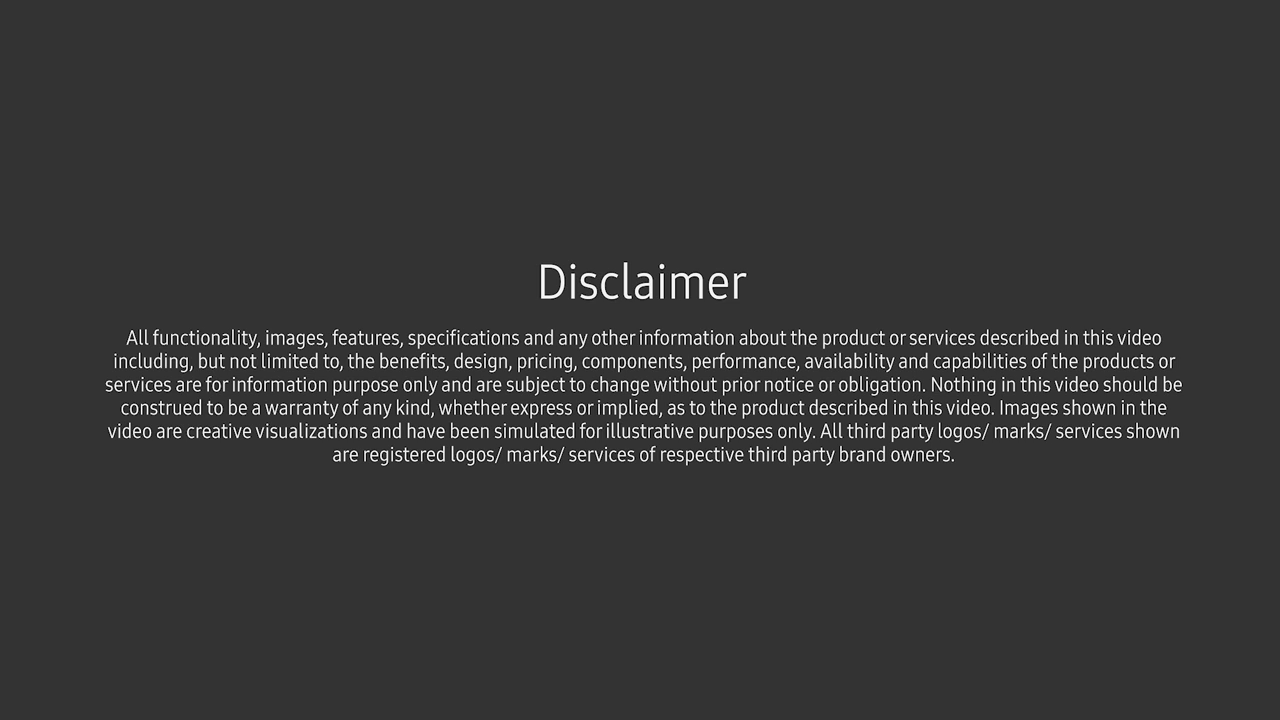 Disclaimer
All functionality, images, features, specifications and any other information about the product or services described in this video
including, but not limited to, the benefits, design, pricing, components, performance, availability and capabilities of the products or
services are for information purpose only and are subject to change without prior notice or obligation. Nothing in this video should be
construed to be a warranty of any kind, whether express or implied, as to the product described in this video. Images shown in the
video are creative visualizations and have been simulated for illustrative purposes only. All third party logos/ marks/ services shown
are registered logos/ marks/ services of respective third party brand owners.